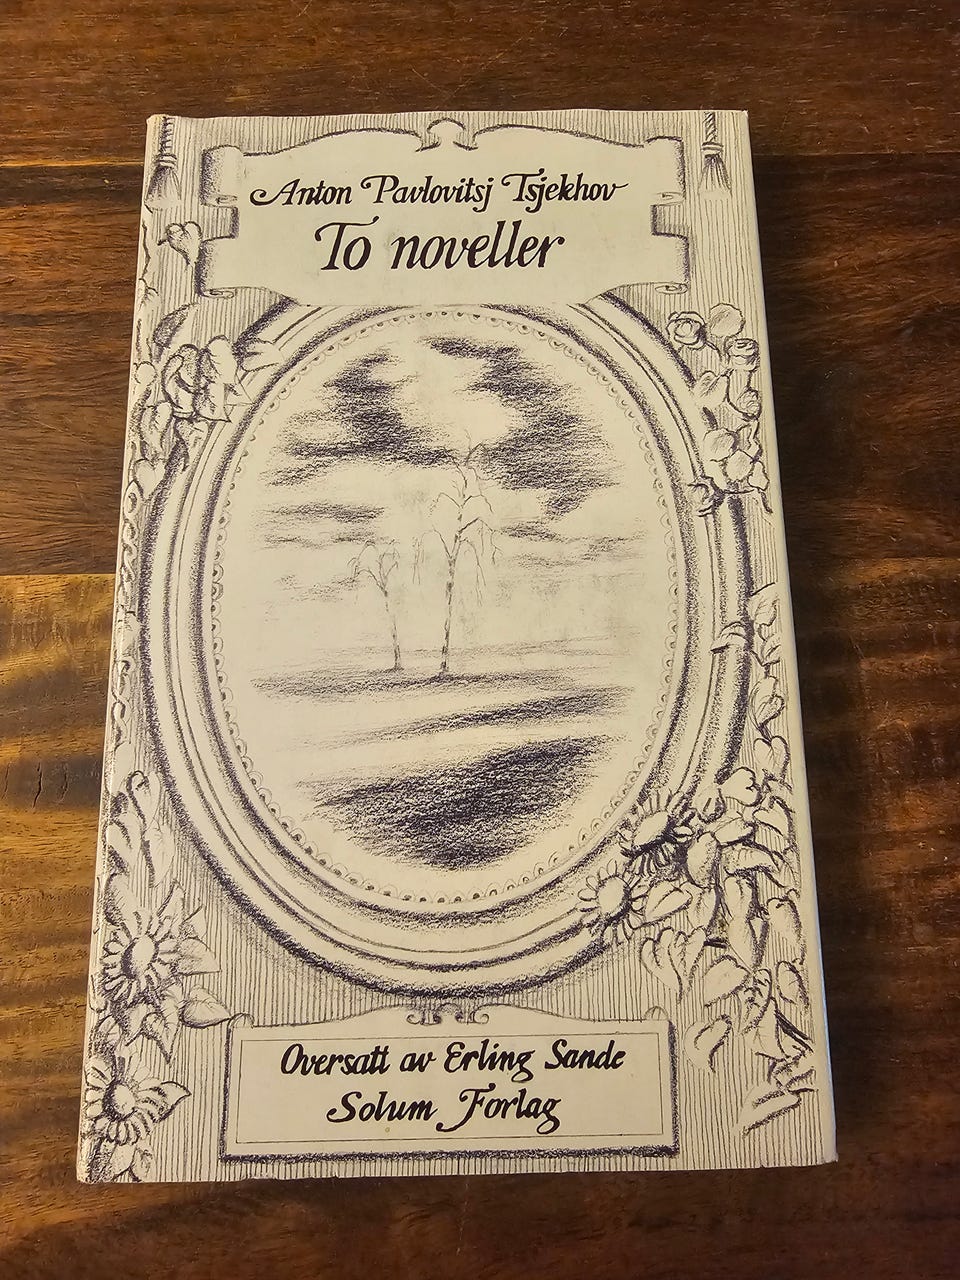 Anton Pavlovitsj Tsjekhov
To noveller
Oversatt av Erling Sande
Solum Forlag